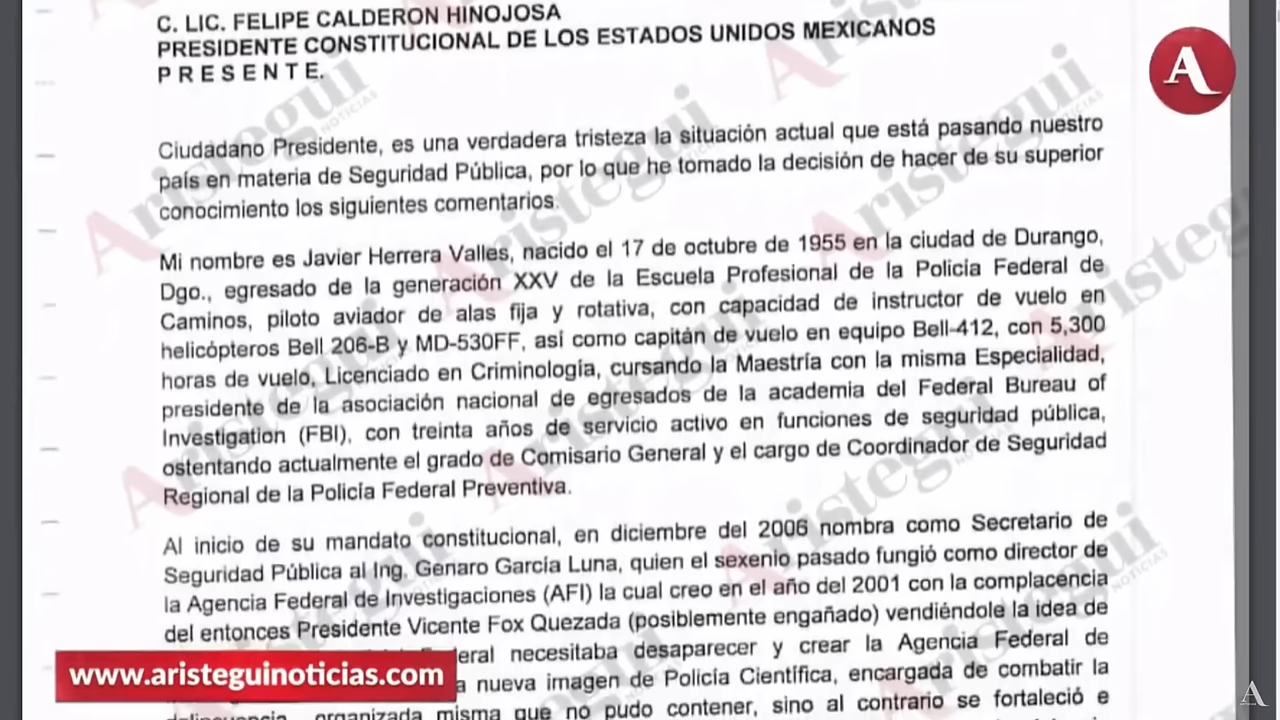 C. LIC. FELIPE CALDERON HINOJOSA
PRESIDENTE CONSTITUCIONAL DE LOS ESTADOS UNIDOS MEXICANOS
P R E S E N T E.
Ciudadano Presidente, es una verdadera tristeza la situación actual que está pasando nuestro
país en materia de Seguridad Pública, por lo que he tomado la decisión de hacer de su superior
conocimiento los siguientes comentarios.
Mi nombre es Javier Herrera Valles, nacido el 17 de octubre de 1955 en la ciudad de Durango,
Dgo., egresado de la generación XXV de la Escuela Profesional de la Policía Federal de
Caminos, piloto aviador de alas fija y rotativa, con capacidad de instructor de vuelo en
helicópteros Bell 206-B y MD-530FF, así como capitán de vuelo en equipo Bell-412, con 5,300
horas de vuelo, Licenciado en Criminología, cursando la Maestría con la misma Especialidad,
presidente de la asociación nacional de egresados de la academia del Federal Bureau of
Investigation (FBI), con treinta años de servicio activo en funciones de seguridad pública,
ostentando actualmente el grado de Comisario General y el cargo de Coordinador de Seguridad
Regional de la Policía Federal Preventiva.
Al inicio de su mandato constitucional, en diciembre del 2006 nombra como Secretario de
Seguridad Pública al Ing. Genaro García Luna, quien el sexenio pasado fungió como director de
la Agencia Federal de Investigaciones (AFI) la cual creo en el año del 2001 con la complacencia
del entonces Presidente Vicente Fox Quezada (posiblemente engañado) vendiéndole la idea de
necesitaba desaparecer y crear la Agencia Federal de
a nueva imagen de Policía Científica, encargada de combatir la
organizada misma que no pudo contener, sino al contrario se fortaleció e
www.aristeguinoticias.com
A
A
Aristegui NOTICIAS